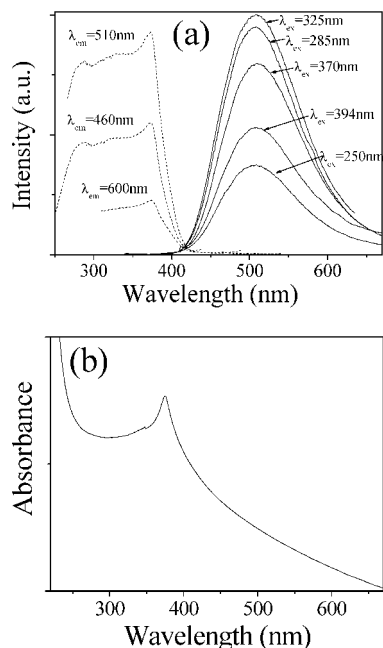 (a)
λem=510nm
λem=460nm
λem=600nm
λex=325nm
λex=285nm
λex=370nm
λex=394nm
λex=250nm
Intensity (a.u.)
300 400 500 600
Wavelength (nm)
(b)
Absorbance
300 400 500 600
Wavelength (nm)